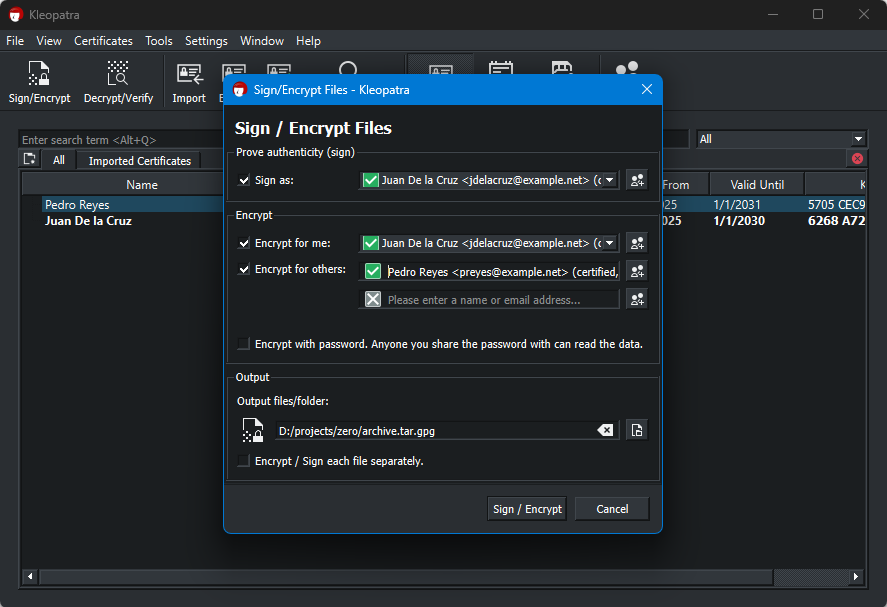 Kleopatra
File View Certificates Tools Settings Window Help
Sign/Encrypt Decrypt/Verify Import
Sign/Encrypt Files - Kleopatra
Enter search term <Alt+Q>
All
All Imported Certificates
Name From Valid Until
Pedro Reyes 1/1/2031 5705 CEC9
Juan De la Cruz 025 1/1/2030 6268 A72
Sign / Encrypt Files
Prove authenticity (sign)
Sign as: Juan De la Cruz <jdelacruz@example.net> (c
Encrypt
Encrypt for me: Juan De la Cruz <jdelacruz@example.net> (c
Encrypt for others: Pedro Reyes <preyes@example.net> (certified,
Please enter a name or email address...
Encrypt with password. Anyone you share the password with can read the data.
Output
Output files/folder:
D:/projects/zero/archive.tar.gpg
Encrypt / Sign each file separately.
Sign / Encrypt Cancel